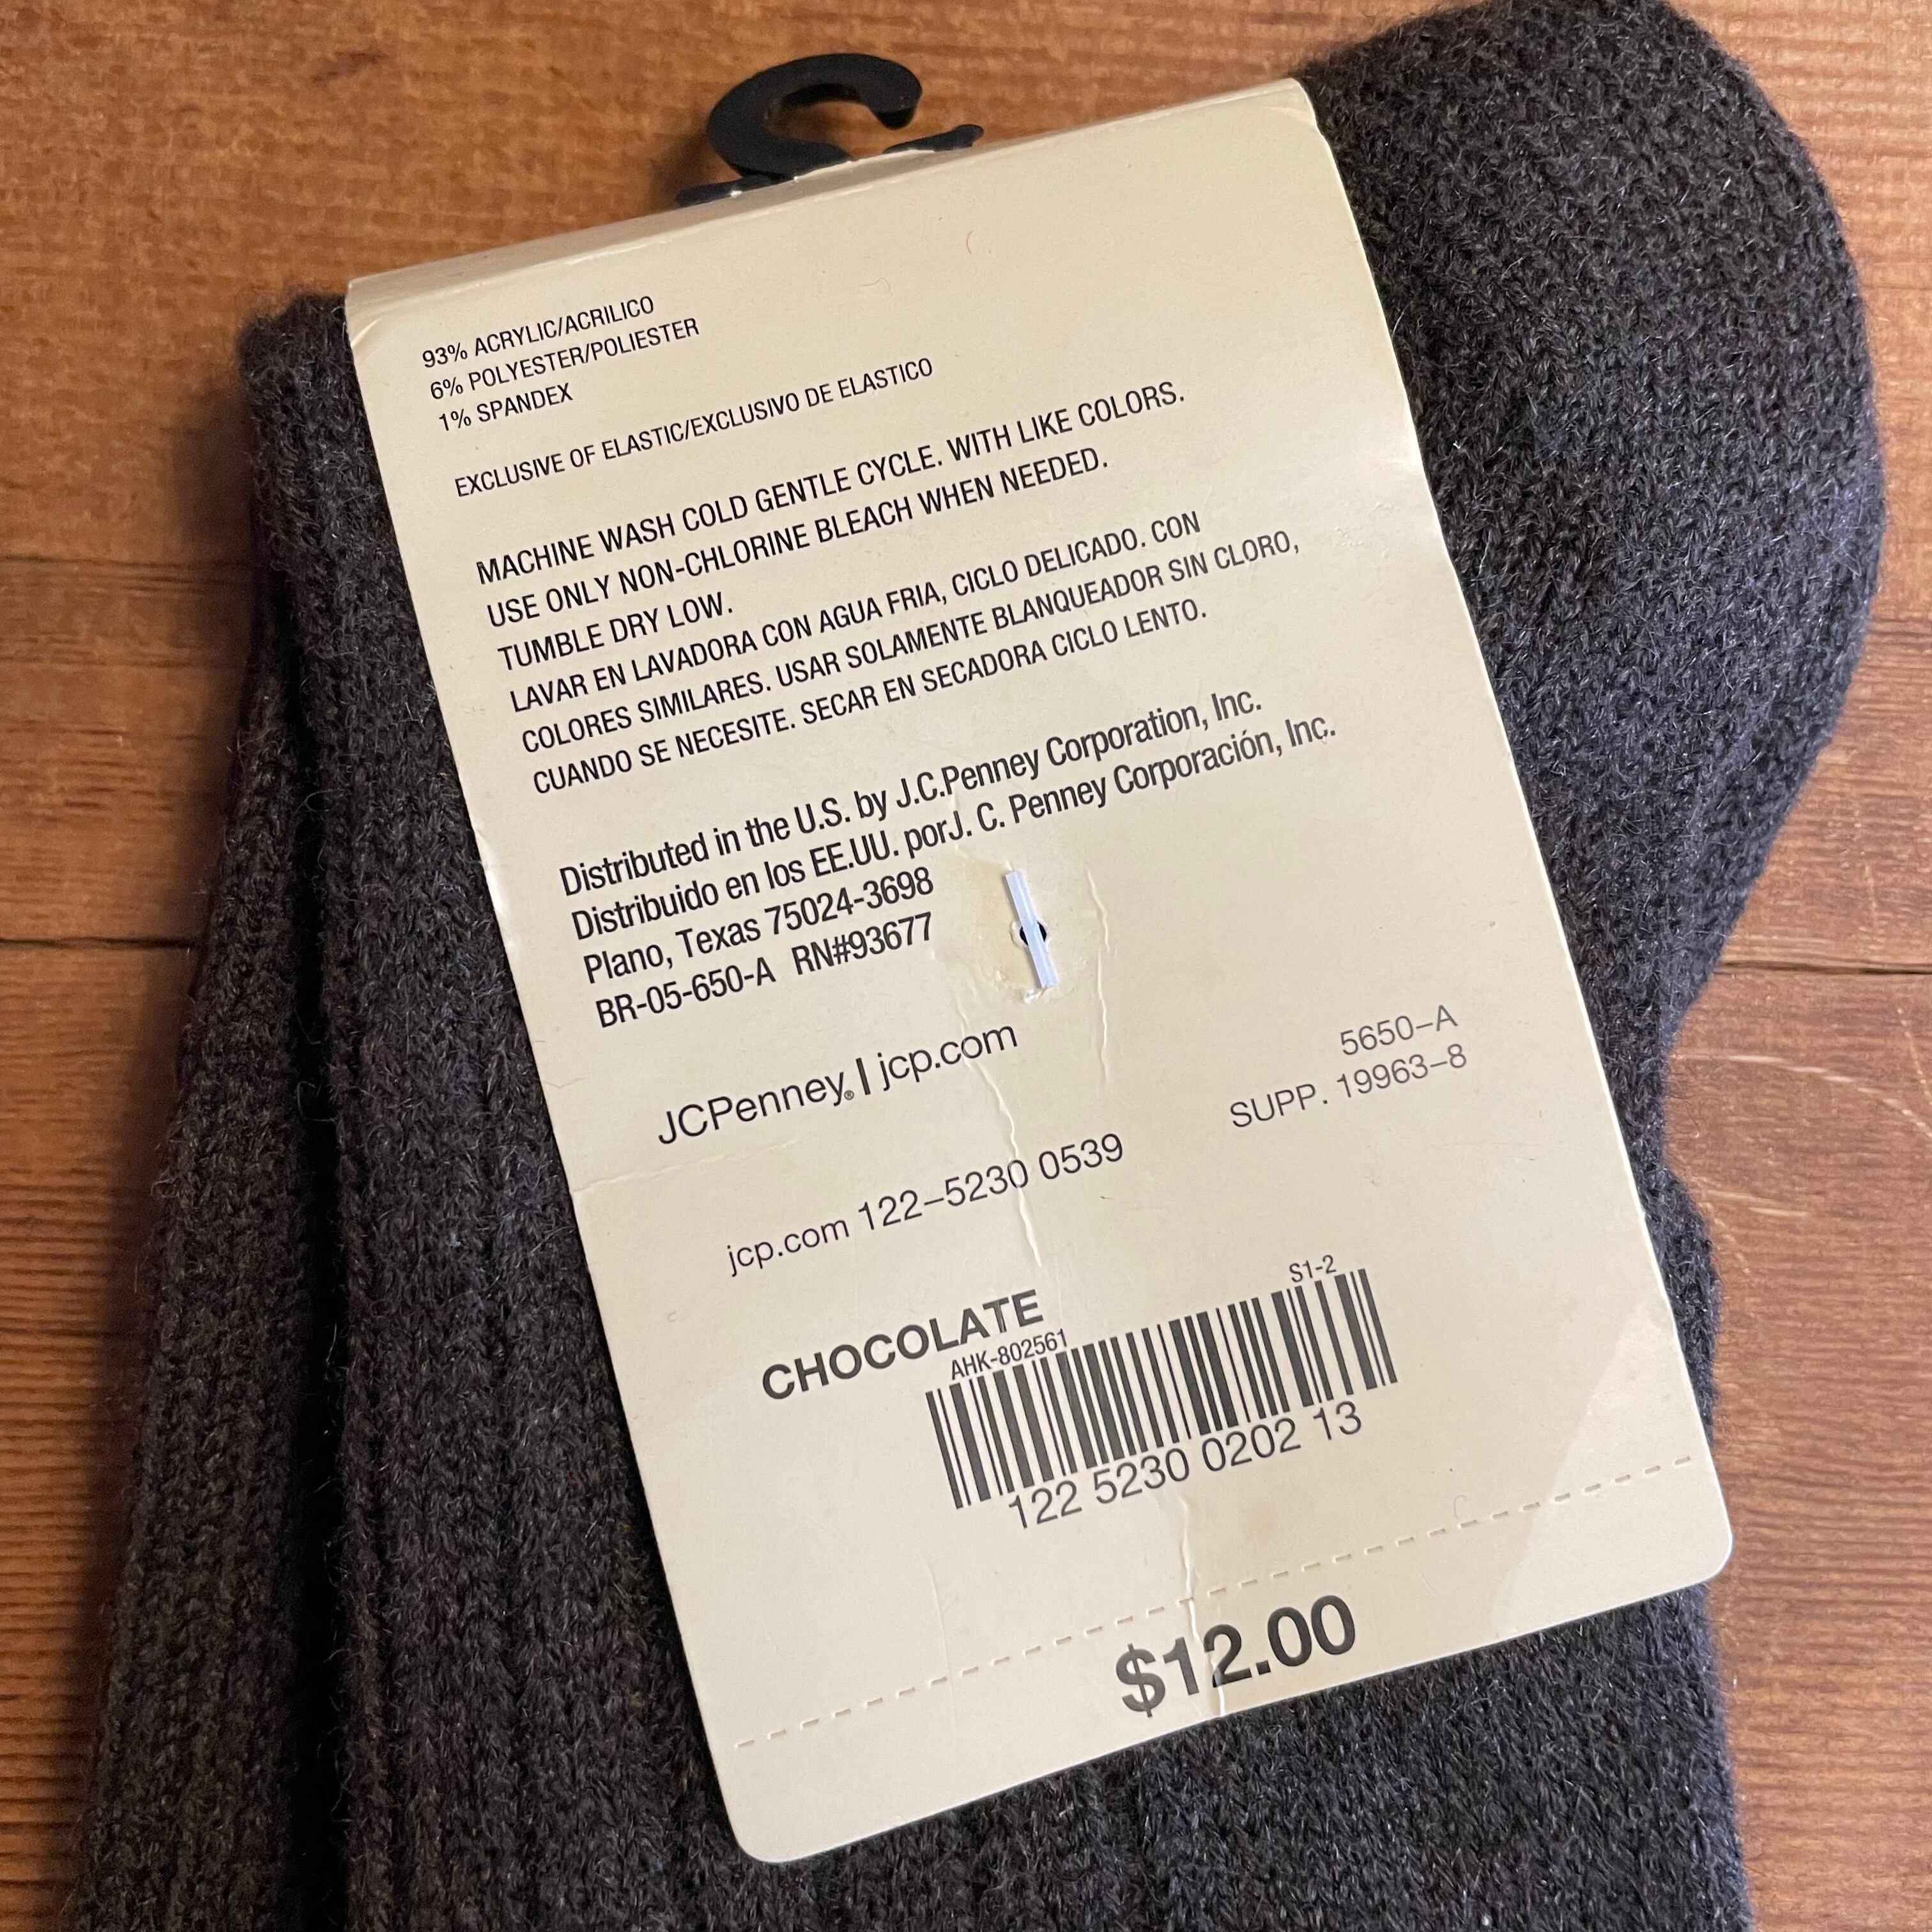 93% ACRYLIC/ACRILICO
6% POLYESTER/POLIESTER
1% SPANDEX
EXCLUSIVE OF ELASTIC/EXCLUSIVO DE ELASTICO
MACHINE WASH COLD GENTLE CYCLE. WITH LIKE COLORS.
USE ONLY NON-CHLORINE BLEACH WHEN NEEDED.
TUMBLE DRY LOW.
LAVAR EN LAVADORA CON AGUA FRIA, CICLO DELICADO. CON
COLORES SIMILARES. USAR SOLAMENTE BLANQUEADOR SIN CLORO,
CUANDO SE NECESITE. SECAR EN SECADORA CICLO LENTO.
Distributed in the U.S. by J.C.Penney Corporation, Inc.
Distribuido en los EE.UU. porJ. C. Penney Corporación, Inc.
Plano, Texas 75024-3698
BR-05-650-A RN#93677
JCPenney® | jcp.com
5650-A
SUPP. 19963-8
jcp.com 122-5230 0539
CHOCOLATE
S1-2
AHK-802561
122 5230 0202 13
$12.00